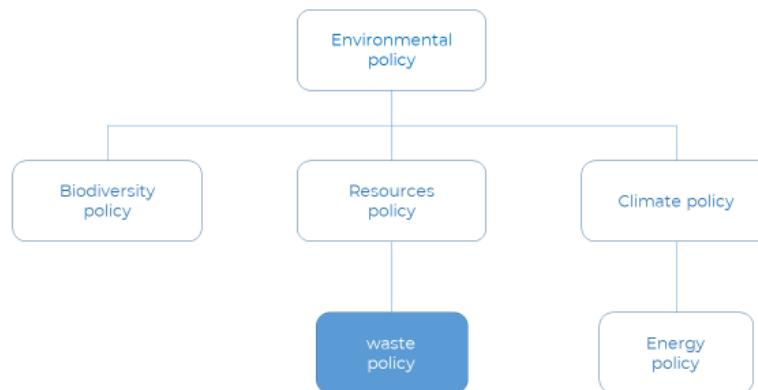 Environmental
policy
Biodiversity
policy
Resources
policy
Climate policy
waste
policy
Energy
policy